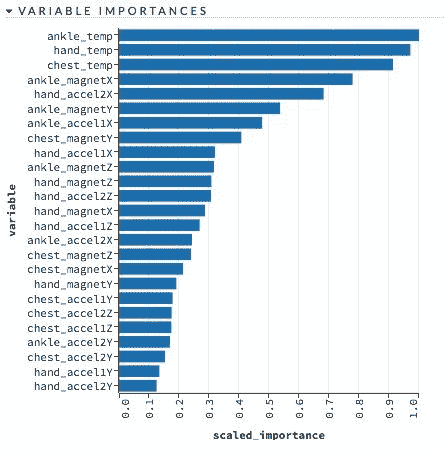 ▾ VARIABLE IMPORTANCES
ankle_temp
hand_temp
chest_temp
ankle_magnetX
hand_accel2X
ankle_magnetY
ankle_accel1X
chest_magnetY
hand_accel1X
ankle_magnetZ
hand_magnetZ
hand_accel2Z
hand_magnetX
hand_accel1Z
ankle_accel2X
chest_magnetZ
chest_magnetX
hand_magnetY
chest_accel1Y
chest_accel2Z
chest_accel1Z
ankle_accel2Y
chest_accel2Y
hand_accel1Y
hand_accel2Y
variable
0.0 0.1 0.2 0.3 0.4 0.5 0.6 0.7 0.8 0.9 1.0
scaled_importance